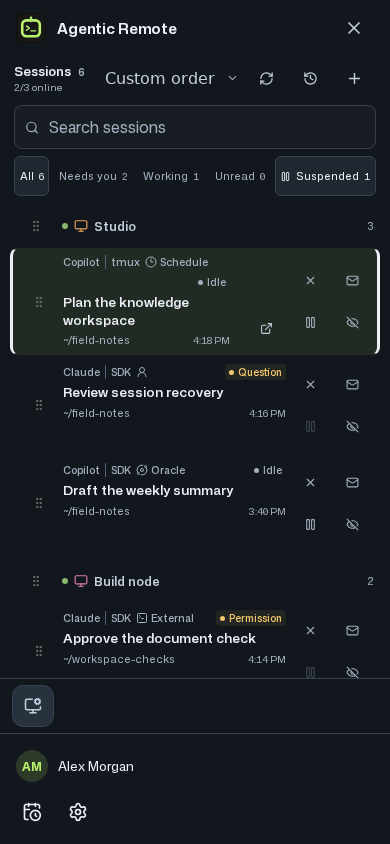 Agentic Remote
Sessions 6
2/3 online
Custom order
Search sessions
All 6
Needs you 2
Working 1
Unread 0
Suspended 1
Studio
3
Copilot | tmux Schedule
Idle
Plan the knowledge
workspace
~/field-notes
4:18 PM
Claude | SDK
Question
Review session recovery
~/field-notes
4:16 PM
Copilot | SDK Oracle
Idle
Draft the weekly summary
~/field-notes
3:40 PM
Build node
2
Claude | SDK External
Permission
Approve the document check
~/workspace-checks
4:14 PM
AM
Alex Morgan